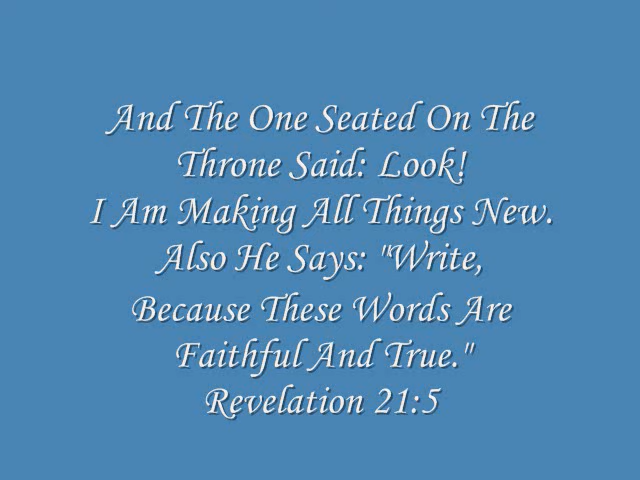 And The One Seated On The
Throne Said: Look!
I Am Making All Things New.
Also He Says: "Write,
Because These Words Are
Faithful And True."
Revelation 21:5